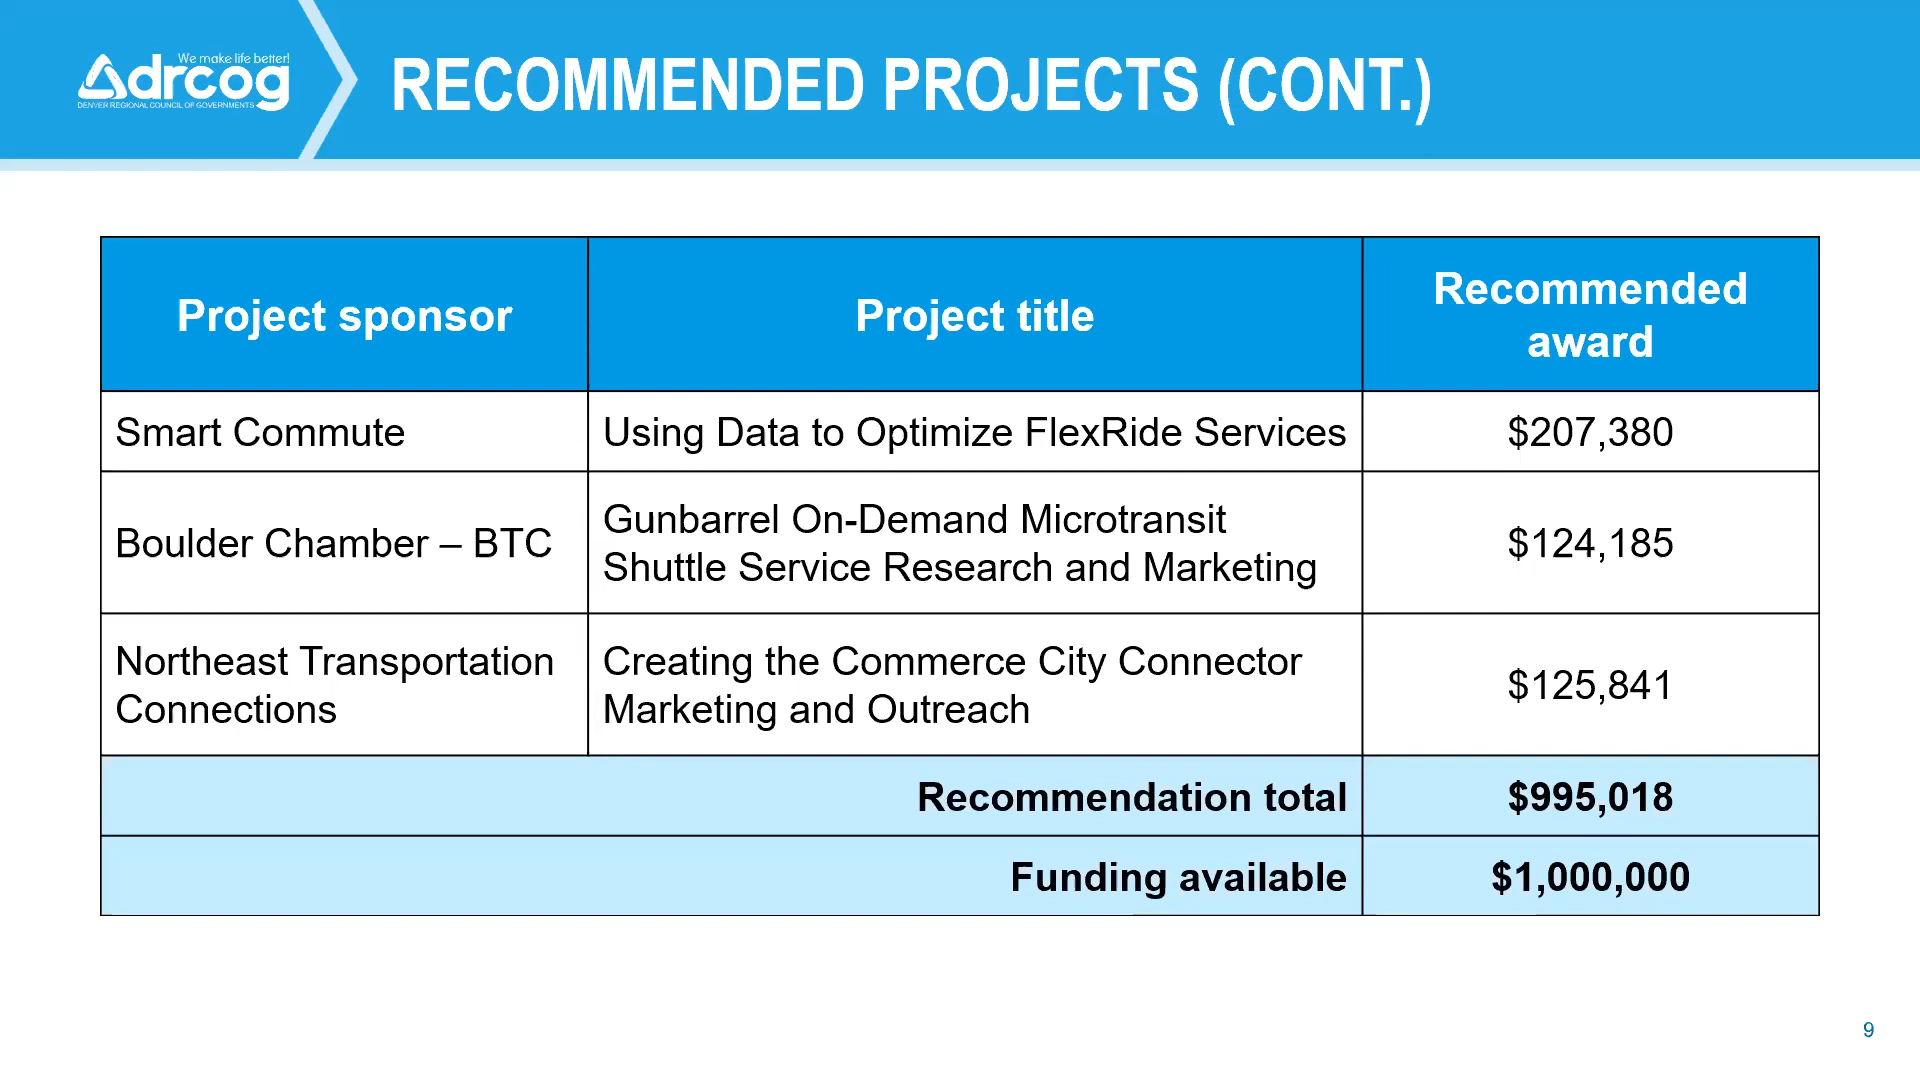 We make life better!
drcog
DENVER REGIONAL COUNCIL OF GOVERNMENTS
RECOMMENDED PROJECTS (CONT.)
Project sponsor
Project title
Recommended
award
Smart Commute
Using Data to Optimize FlexRide Services
$207,380
Boulder Chamber – BTC
Gunbarrel On-Demand Microtransit
Shuttle Service Research and Marketing
$124,185
Northeast Transportation
Connections
Creating the Commerce City Connector
Marketing and Outreach
$125,841
Recommendation total
$995,018
Funding available
$1,000,000
9